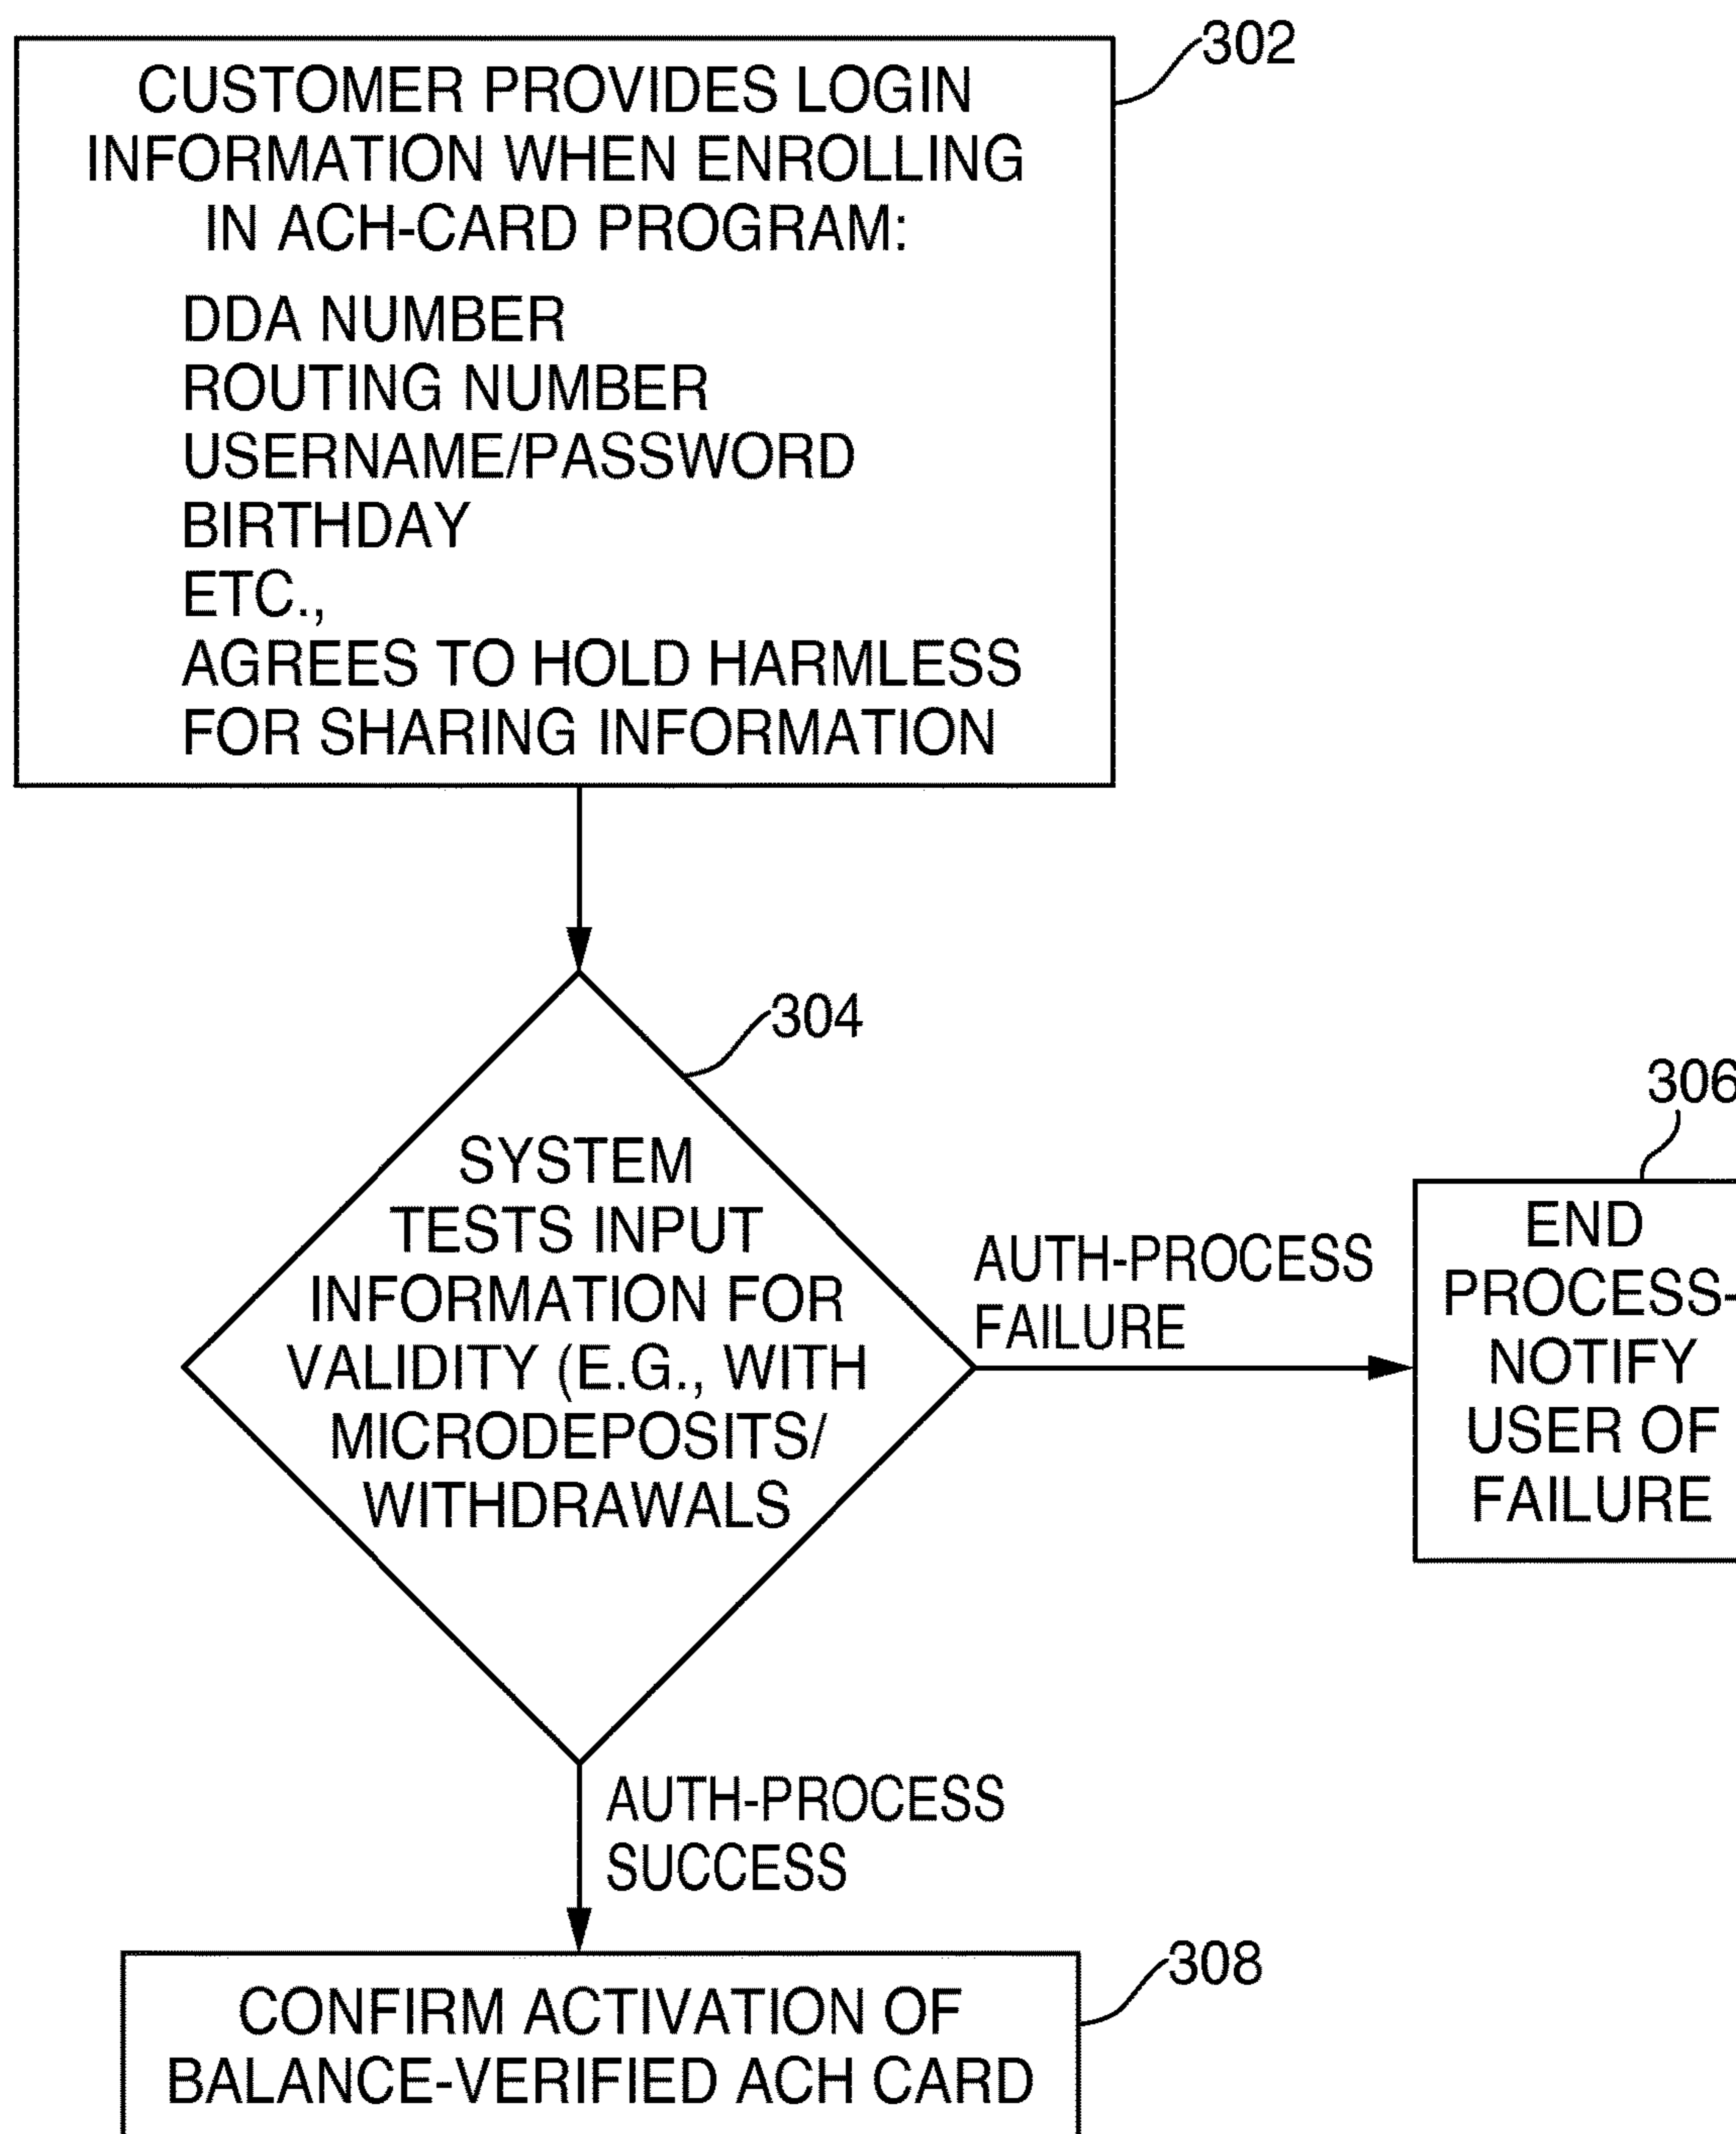 302
CUSTOMER PROVIDES LOGIN
INFORMATION WHEN ENROLLING
IN ACH-CARD PROGRAM:
DDA NUMBER
ROUTING NUMBER
USERNAME/PASSWORD
BIRTHDAY
ETC.,
AGREES TO HOLD HARMLESS
FOR SHARING INFORMATION
304
SYSTEM
TESTS INPUT
INFORMATION FOR
VALIDITY (E.G., WITH
MICRODEPOSITS/
WITHDRAWALS
AUTH-PROCESS
FAILURE
306
END
PROCESS-
NOTIFY
USER OF
FAILURE
AUTH-PROCESS
SUCCESS
308
CONFIRM ACTIVATION OF
BALANCE-VERIFIED ACH CARD